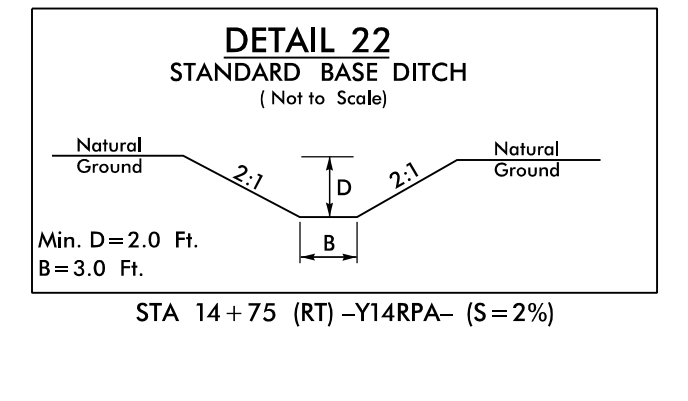 DETAIL 22
STANDARD BASE DITCH
( Not to Scale)
Natural
Ground
2:1
D
2:1
Natural
Ground
B
Min. D=2.0 Ft.
B=3.0 Ft.
STA 14+75 (RT) –Y14RPA– (S=2%)